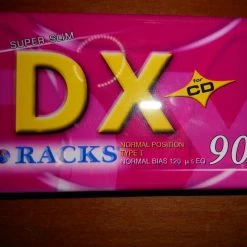 SUPER SLIM
DX
for
CD
RACKS
NORMAL POSITION
TYPE I
NORMAL BIAS 120 μs EQ
90